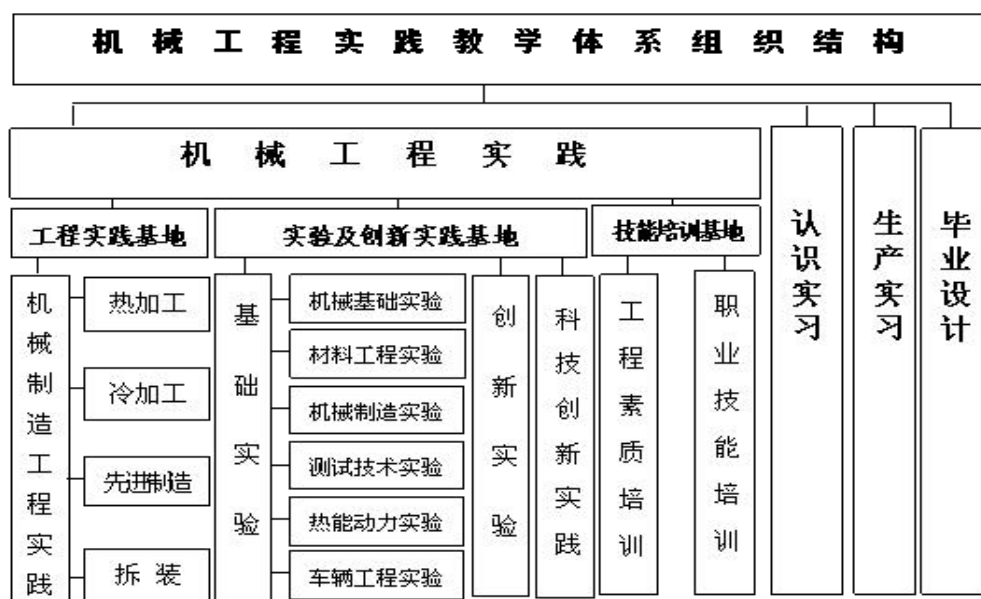 机械工程实践教学体系组织结构
机械工程实践
认识实习
生产实习
毕业设计
工程实践基地
实验及创新实践基地
技能培训基地
机械制造工程实践
热加工
冷加工
先进制造
拆装
基础实验
机械基础实验
材料工程实验
机械制造实验
测试技术实验
热能动力实验
车辆工程实验
创新实验
科技创新实践
工程素质培训
职业技能培训